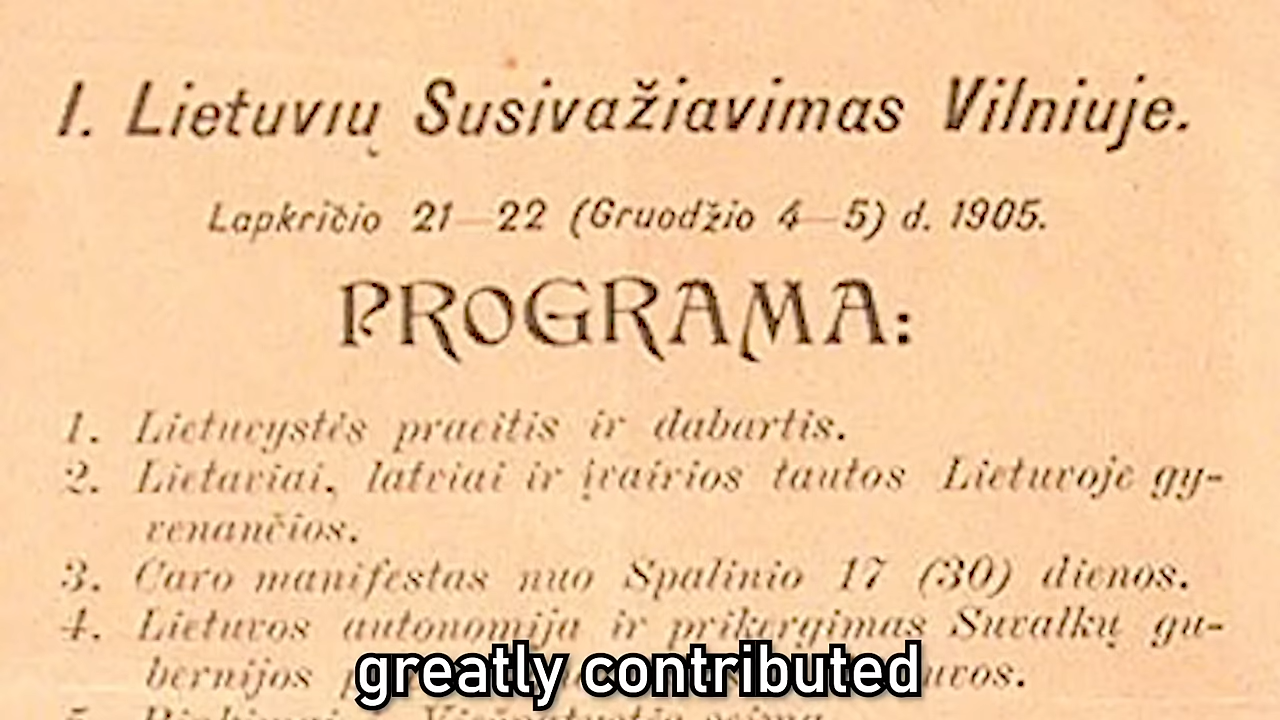 I. Lietuvių Susivažiavimas Vilniuje.
Lapkričio 21—22 (Gruodžio 4—5) d. 1905.
PROGRAMA:
1. Lietuvystės praeitis ir dabartis.
2. Lietuviai, latviai ir įvairios tautos Lietuvoje gy-
venančios.
3. Caro manifestas nuo Spalinio 17 (30) dienos.
4. Lietuvos autonomija ir prikergimas Suvalkų gu-
bernijos
greatly contributed
5. Rinkimai